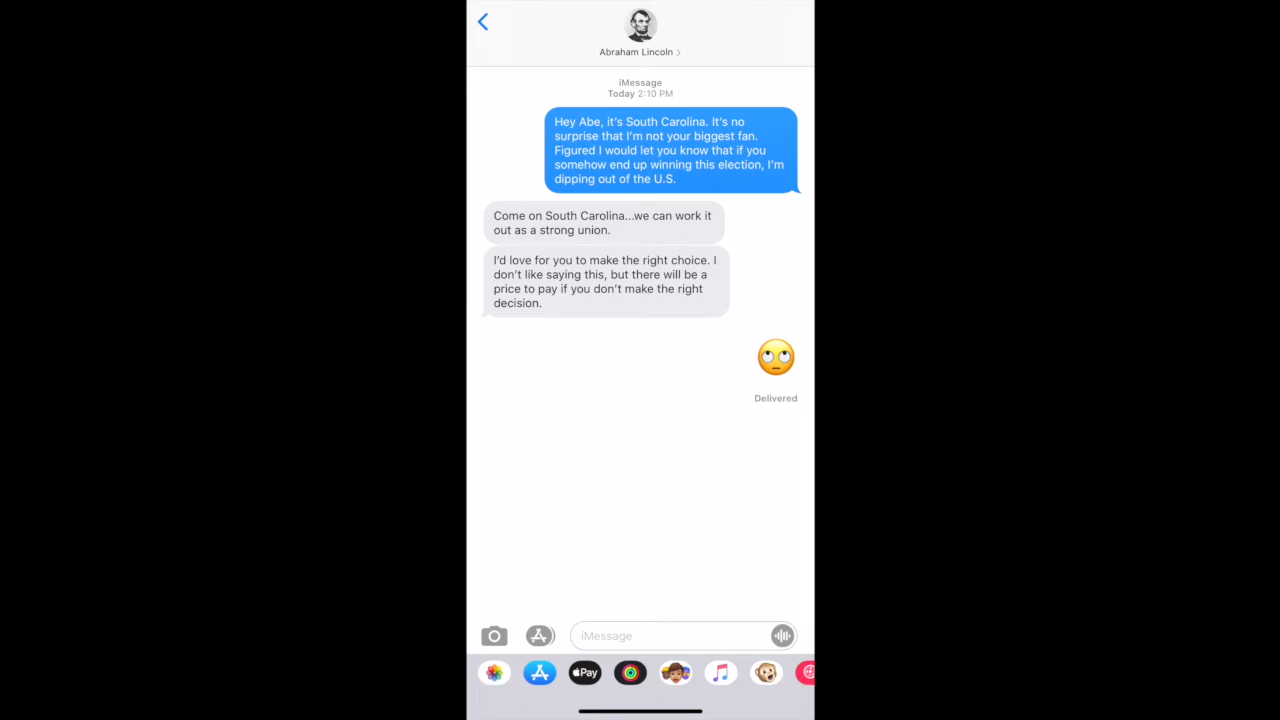 Abraham Lincoln
iMessage
Today 2:10 PM
Hey Abe, it's South Carolina. It's no
surprise that I'm not your biggest fan.
Figured I would let you know that if you
somehow end up winning this election, I'm
dipping out of the U.S.
Come on South Carolina...we can work it
out as a strong union.
I'd love for you to make the right choice. I
don't like saying this, but there will be a
price to pay if you don't make the right
decision.
Delivered
iMessage
Pay